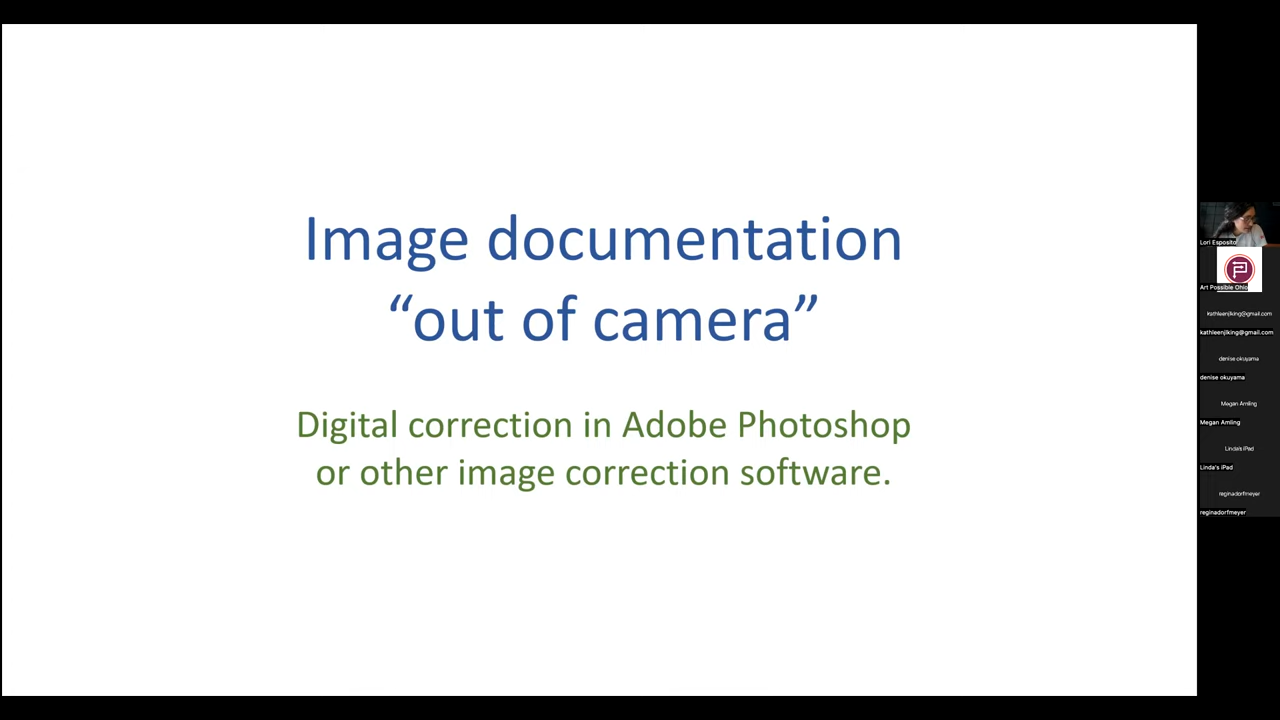 Image documentation
“out of camera”
Digital correction in Adobe Photoshop
or other image correction software.
Lori Esposito
Art Possible Ohio
kathleenjlking@gmail.com
kathleenjlking@gmail.com
denise okuyama
denise okuyama
Megan Amling
Megan Amling
Linda's iPad
Linda's iPad
reginadorfmeyer
reginadorfmeyer